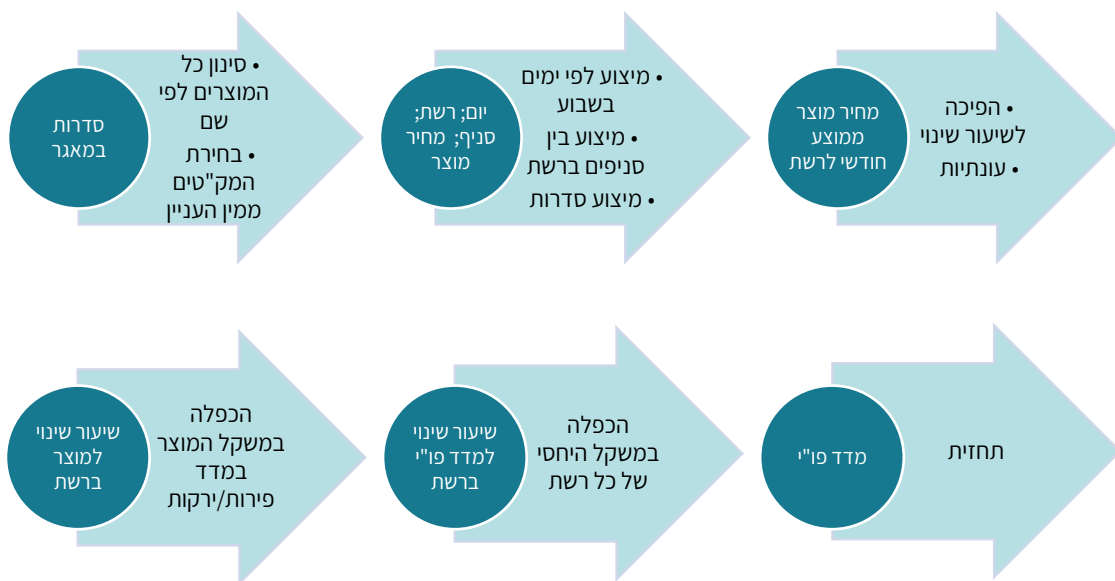 סדרות
במאגר
• סינון כל
המוצרים לפי
שם
• בחירת
המק"טים
ממין העניין
יום; רשת;
סניף; מחיר
מוצר
• מיצוע לפי ימים
בשבוע
• מיצוע בין
סניפים ברשת
• מיצוע סדרות
מחיר מוצר
ממוצע
חודשי לרשת
• הפיכה
לשיעור שינוי
• עונתיות
שיעור שינוי
למוצר
ברשת
הכפלה
במשקל המוצר
במדד
פירות/ירקות
שיעור שינוי
למדד פו"י
ברשת
הכפלה
במשקל היחסי
של כל רשת
מדד פו"י
תחזית